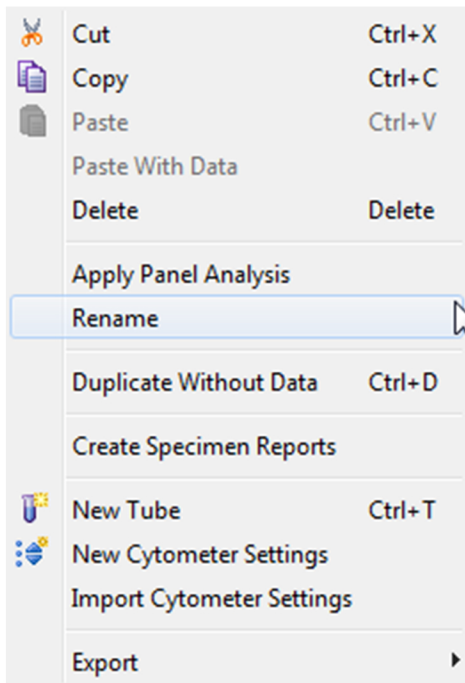 Cut Ctrl+X
Copy Ctrl+C
Paste Ctrl+V
Paste With Data
Delete Delete
Apply Panel Analysis
Rename
Duplicate Without Data Ctrl+D
Create Specimen Reports
New Tube Ctrl+T
New Cytometer Settings
Import Cytometer Settings
Export